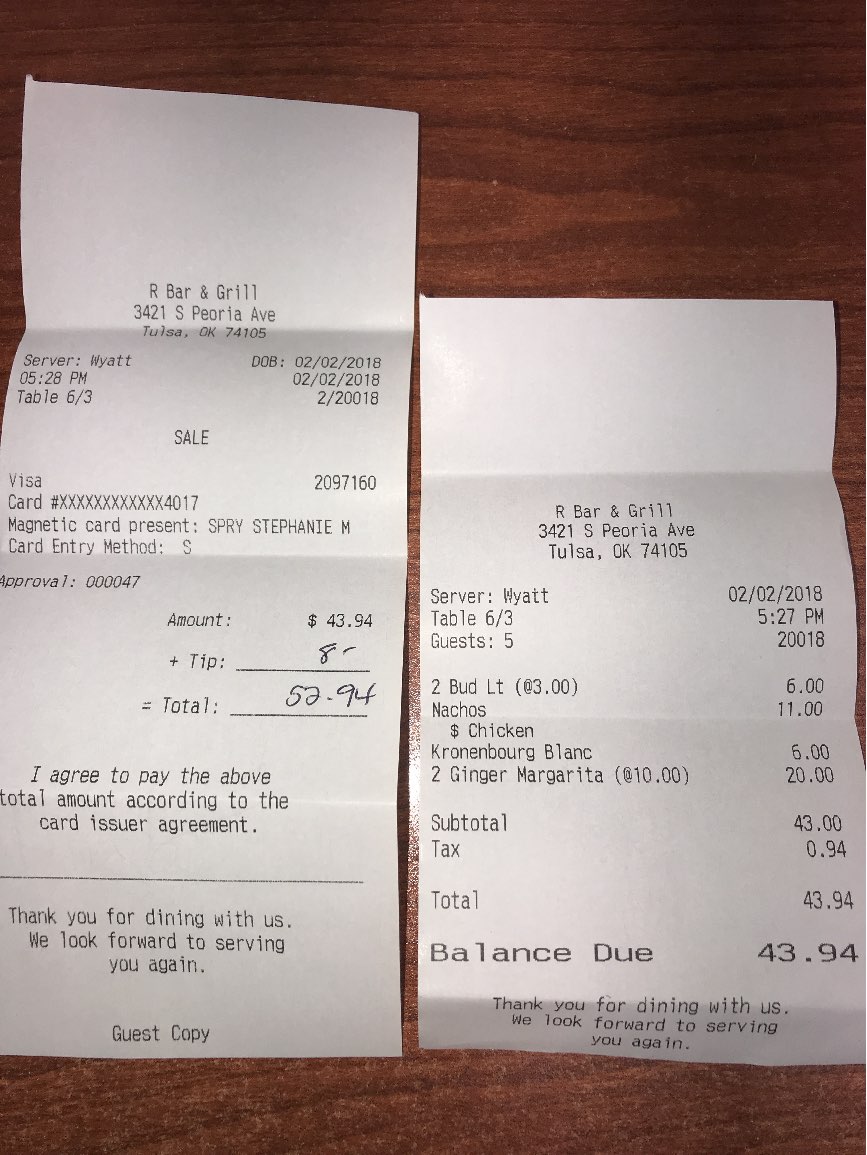 R Bar & Grill
3421 S Peoria Ave
Tulsa, OK 74105
Server: Wyatt DOB: 02/02/2018
05:28 PM 02/02/2018
Table 6/3 2/20018
SALE
Visa 2097160
Card #XXXXXXXXXXXX4017
Magnetic card present: SPRY STEPHANIE M
Card Entry Method: S
Approval: 000047
Amount: $ 43.94
+ Tip: 8-
= Total: 52.94
I agree to pay the above
total amount according to the
card issuer agreement.
Thank you for dining with us.
We look forward to serving
you again.
Guest Copy
R Bar & Grill
3421 S Peoria Ave
Tulsa, OK 74105
Server: Wyatt 02/02/2018
Table 6/3 5:27 PM
Guests: 5 20018
2 Bud Lt (@3.00) 6.00
Nachos 11.00
$ Chicken
Kronenbourg Blanc 6.00
2 Ginger Margarita (@10.00) 20.00
Subtotal 43.00
Tax 0.94
Total 43.94
Balance Due 43.94
Thank you for dining with us.
We look forward to serving
you again.